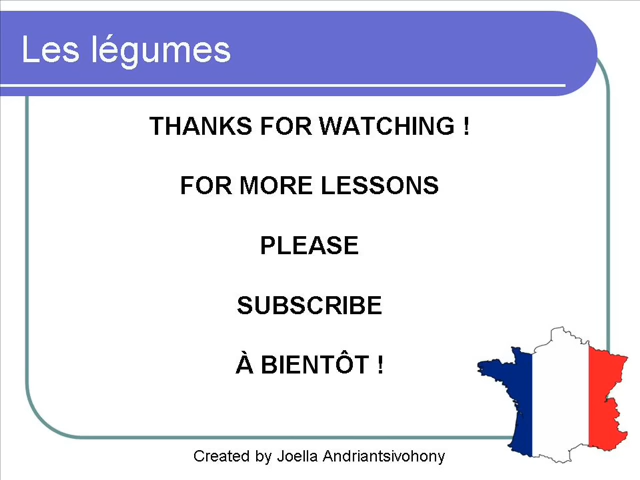 Les légumes
THANKS FOR WATCHING !
FOR MORE LESSONS
PLEASE
SUBSCRIBE
À BIENTÔT !
Created by Joella Andriantsivohony